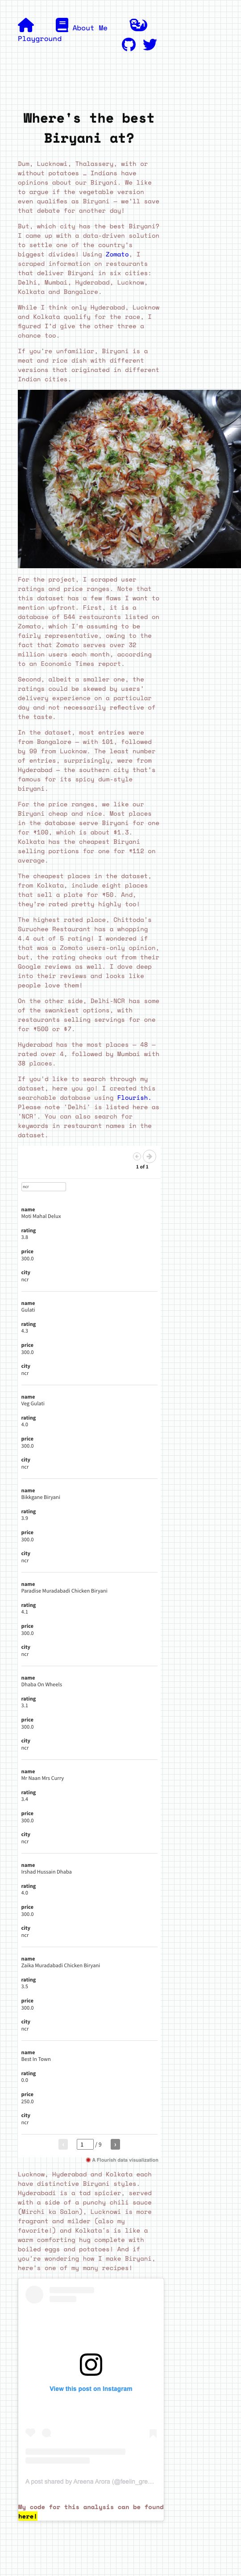 About Me
Playground
Where's the best
Biryani at?
Dum, Lucknowi, Thalassery, with or
without potatoes … Indians have
opinions about our Biryani. We like
to argue if the vegetable version
even qualifies as Biryani — we'll save
that debate for another day!
But, which city has the best Biryani?
I came up with a data-driven solution
to settle one of the country's
biggest divides! Using Zomato, I
scraped information on restaurants
that deliver Biryani in six cities:
Delhi, Mumbai, Hyderabad, Lucknow,
Kolkata and Bangalore.
While I think only Hyderabad, Lucknow
and Kolkata qualify for the race, I
figured I'd give the other three a
chance too.
If you're unfamiliar, Biryani is a
meat and rice dish with different
versions that originated in different
Indian cities.
For the project, I scraped user
ratings and price ranges. Note that
this dataset has a few flaws I want to
mention upfront. First, it is a
database of 544 restaurants listed on
Zomato, which I'm assuming to be
fairly representative, owing to the
fact that Zomato serves over 32
million users each month, according
to an Economic Times report.
Second, albeit a smaller one, the
ratings could be skewed by users'
delivery experience on a particular
day and not necessarily reflective of
the taste.
In the dataset, most entries were
from Bangalore — with 101, followed
by 99 from Lucknow. The least number
of entries, surprisingly, were from
Hyderabad — the southern city that's
famous for its spicy dum-style
biryani.
For the price ranges, we like our
Biryani cheap and nice. Most places
in the database serve Biryani for one
for ₹100, which is about $1.3.
Kolkata has the cheapest Biryani
selling portions for one for ₹112 on
average.
The cheapest places in the dataset,
from Kolkata, include eight places
that sell a plate for ₹50. And,
they're rated pretty highly too!
The highest rated place, Chittoda's
Suruchee Restaurant has a whopping
4.4 out of 5 rating! I wondered if
that was a Zomato users-only opinion,
but, the rating checks out from their
Google reviews as well. I dove deep
into their reviews and looks like
people love them!
On the other side, Delhi-NCR has some
of the swankiest options, with
restaurants selling servings for one
for ₹500 or $7.
Hyderabad has the most places — 48 —
rated over 4, followed by Mumbai with
38 places.
If you'd like to search through my
dataset, here you go! I created this
searchable database using Flourish.
Please note 'Delhi' is listed here as
'NCR'. You can also search for
keywords in restaurant names in the
dataset.
1 of 1
ncr
name
Moti Mahal Delux
rating
3.8
price
300.0
city
ncr
name
Gulati
rating
4.3
price
300.0
city
ncr
name
Veg Gulati
rating
4.0
price
300.0
city
ncr
name
Bikkgane Biryani
rating
3.9
price
300.0
city
ncr
name
Paradise Muradabadi Chicken Biryani
rating
4.1
price
300.0
city
ncr
name
Dhaba On Wheels
rating
3.1
price
300.0
city
ncr
name
Mr Naan Mrs Curry
rating
3.4
price
300.0
city
ncr
name
Irshad Hussain Dhaba
rating
4.0
price
300.0
city
ncr
name
Zaika Muradabadi Chicken Biryani
rating
3.5
price
300.0
city
ncr
name
Best In Town
rating
0.0
price
250.0
city
ncr
‹ 1 / 9 ›
A Flourish data visualization
Lucknow, Hyderabad and Kolkata each
have distinctive Biryani styles.
Hyderabadi is a tad spicier, served
with a side of a punchy chili sauce
(Mirchi ka Salan), Lucknowi is more
fragrant and milder (also my
favorite!) and Kolkata's is like a
warm comforting hug complete with
boiled eggs and potatoes! And if
you're wondering how I make Biryani,
here's one of my many recipes!
View this post on Instagram
A post shared by Areena Arora (@feelin_gre…
My code for this analysis can be found
here!